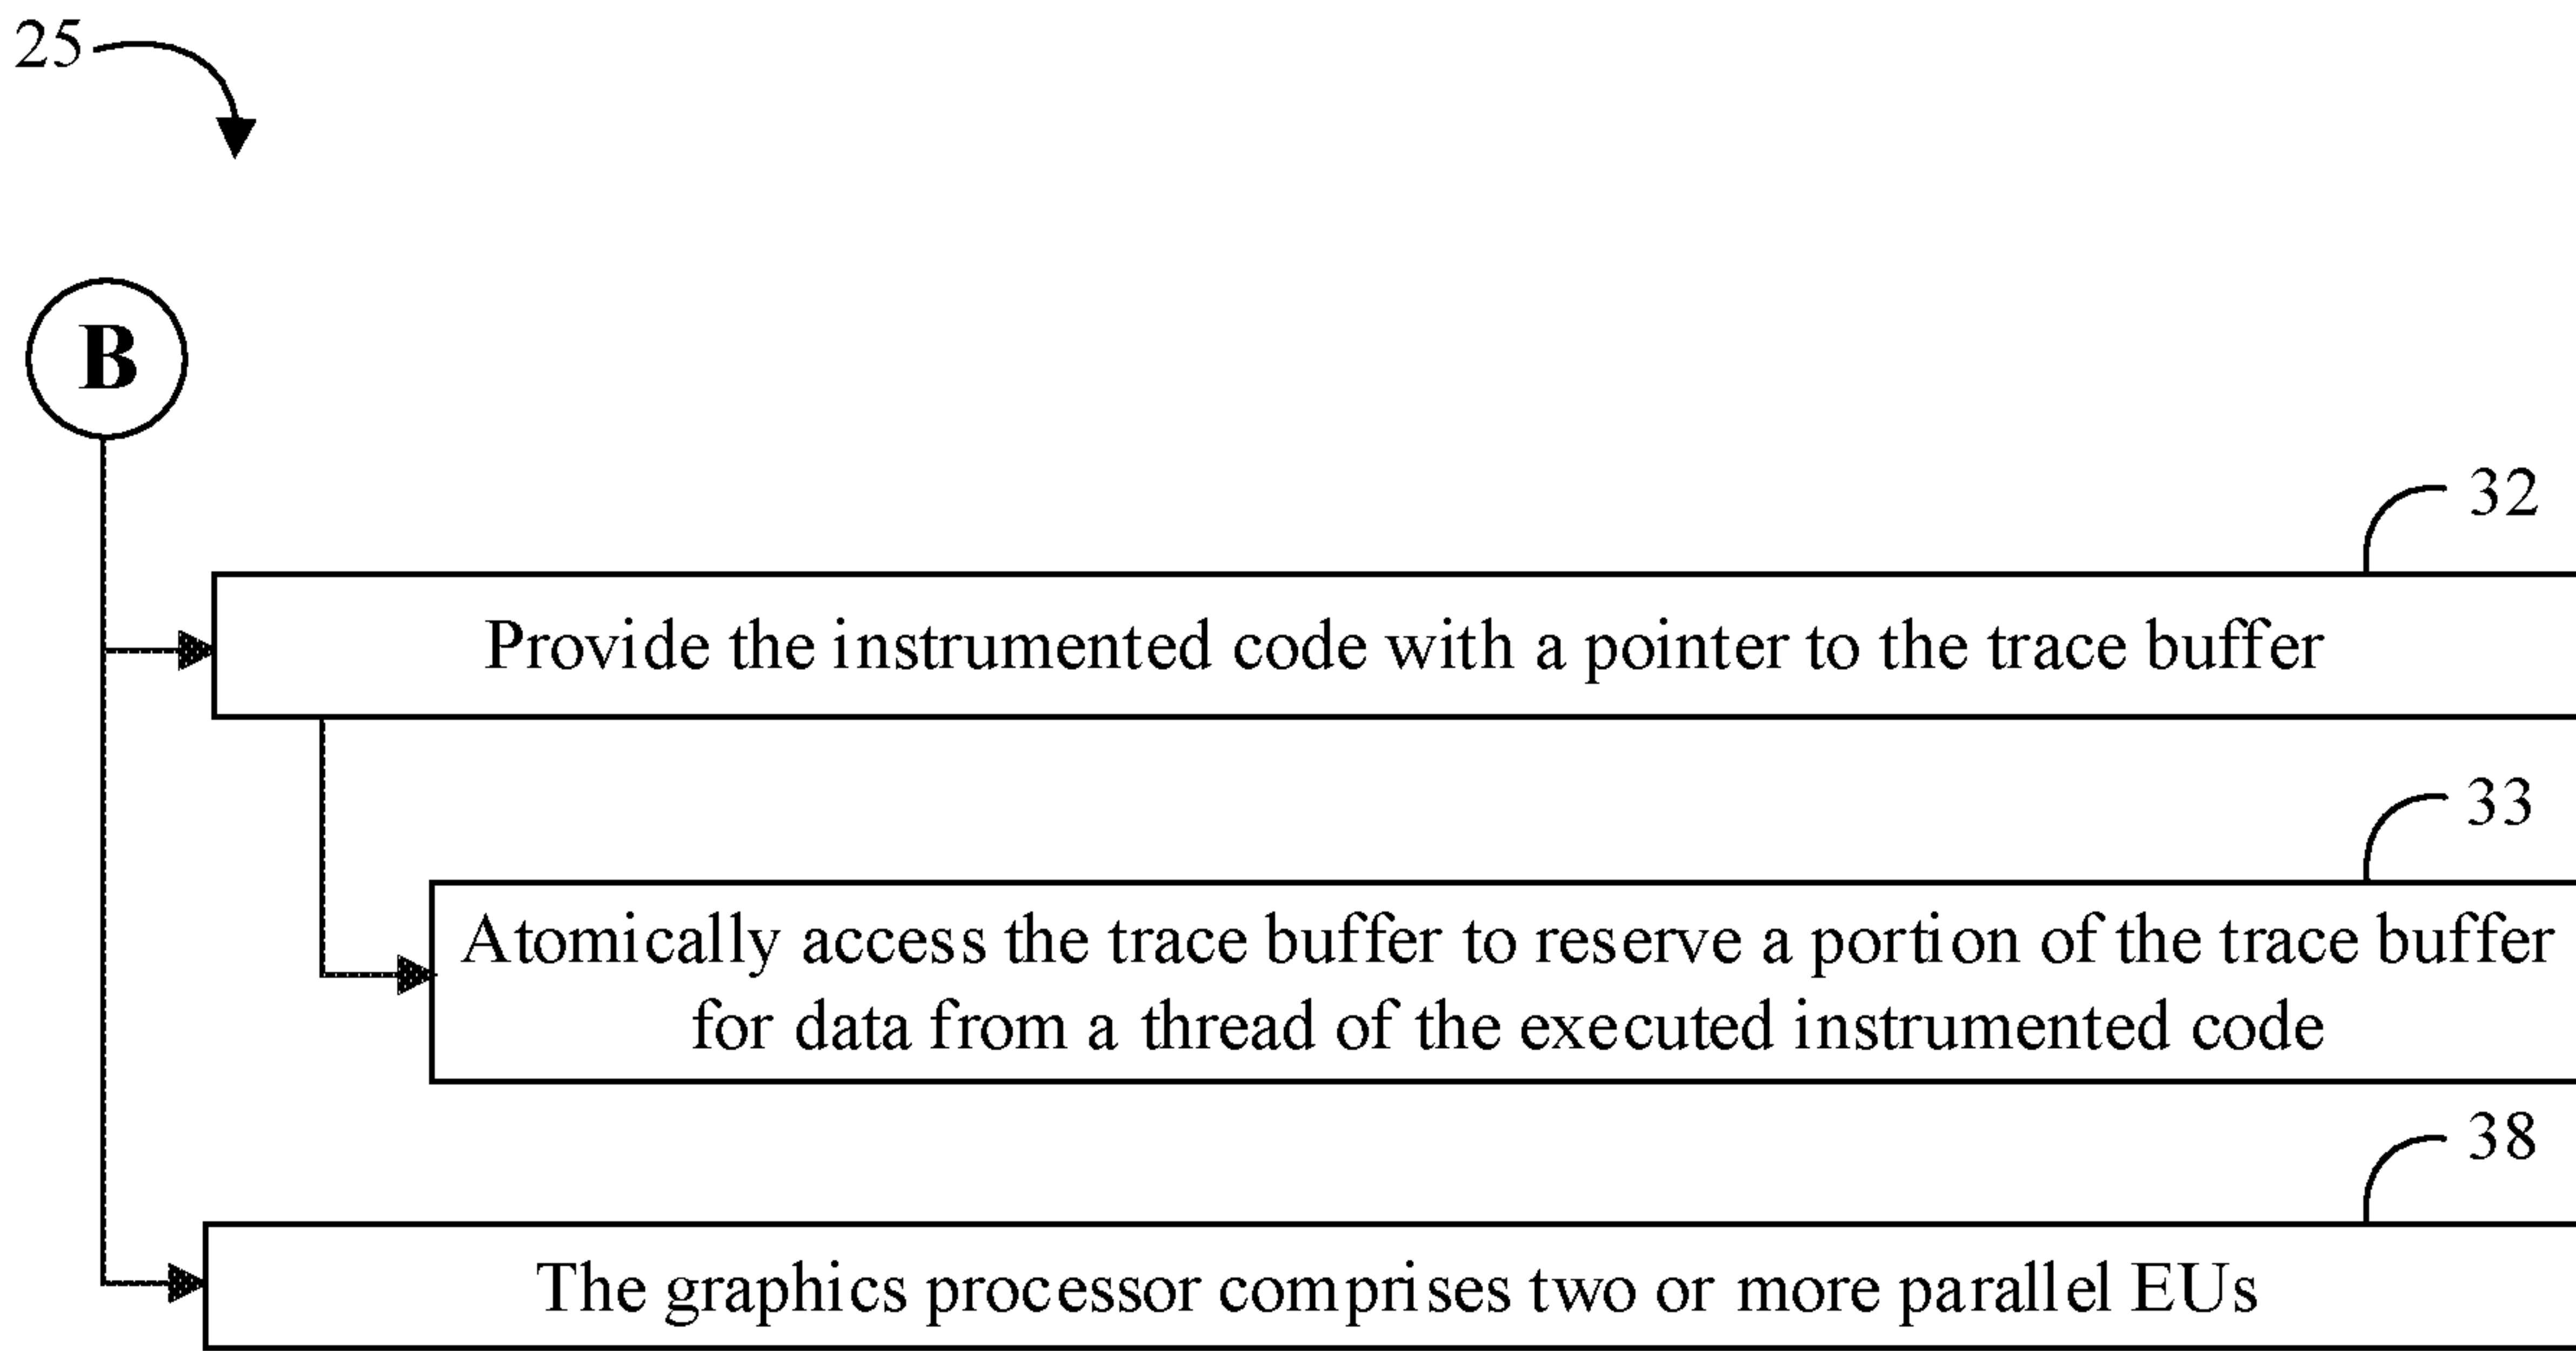 25
B
32
Provide the instrumented code with a pointer to the trace buffer
33
Atomically access the trace buffer to reserve a portion of the trace buffer
for data from a thread of the executed instrumented code
38
The graphics processor comprises two or more parallel EUs